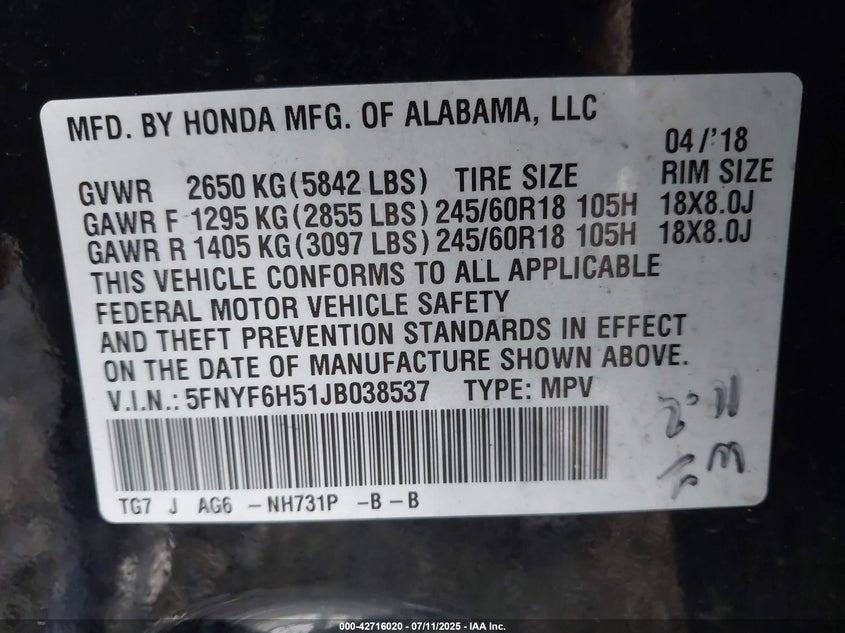 MFD. BY HONDA MFG. OF ALABAMA, LLC
04/'18
GVWR 2650 KG(5842 LBS) TIRE SIZE RIM SIZE
GAWR F 1295 KG(2855 LBS) 245/60R18 105H 18X8.0J
GAWR R 1405 KG(3097 LBS) 245/60R18 105H 18X8.0J
THIS VEHICLE CONFORMS TO ALL APPLICABLE
FEDERAL MOTOR VEHICLE SAFETY
AND THEFT PREVENTION STANDARDS IN EFFECT
ON THE DATE OF MANUFACTURE SHOWN ABOVE.
V.I.N.: 5FNYF6H51JB038537 TYPE: MPV
TG7 J AG6 -NH731P -B-B
000-42716020 - 07/11/2025 - IAA Inc.